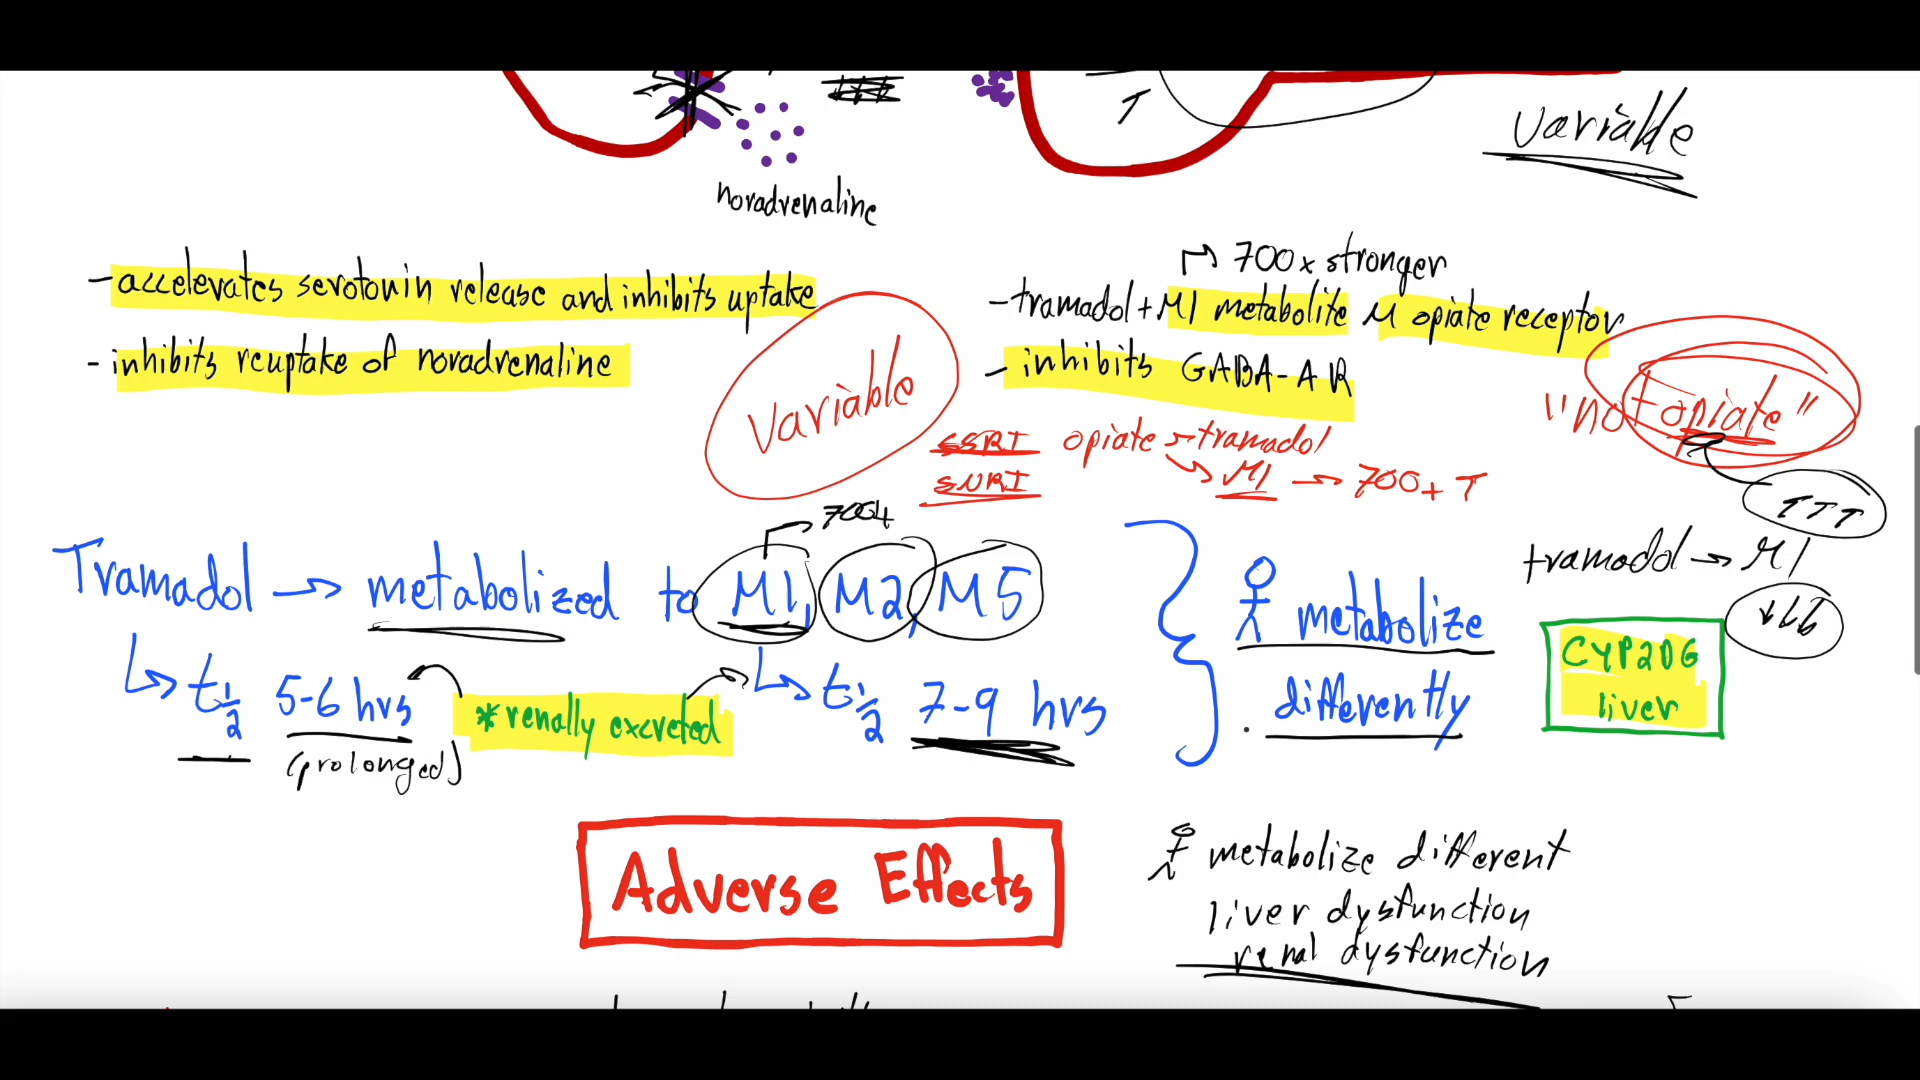 T
variable
noradrenaline
→ 700x stronger
- accelerates serotonin release and inhibits uptake
- tramadol + M1 metabolite M opiate receptor
- inhibits reuptake of noradrenaline
- inhibits GABA-A R
variable
"not opiate"
SSRI opiate → tramadol
SNRI → M1 → 700+ T
TTT
Tramadol → metabolized to M1, M2, M5
metabolize
differently
tramadol → M1
CYP2D6
liver
↳ t 1/2 5-6 hrs
(prolonged)
* renally excreted
↳ t 1/2 7-9 hrs
Adverse Effects
metabolize different
liver dysfunction
renal dysfunction